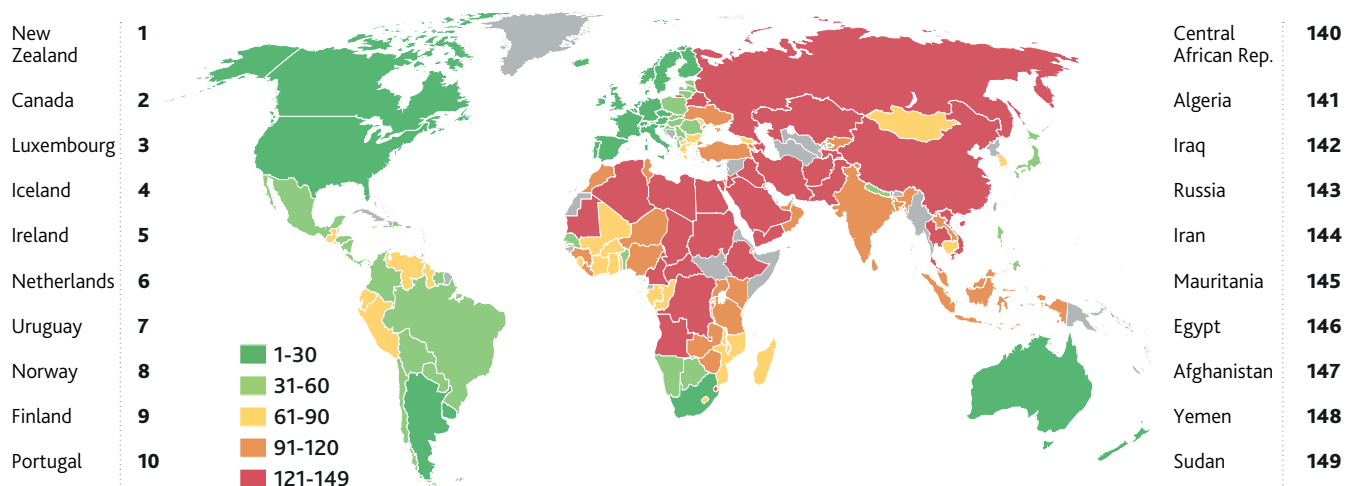 New
Zealand 1
Canada 2
Luxembourg 3
Iceland 4
Ireland 5
Netherlands 6
Uruguay 7
Norway 8
Finland 9
Portugal 10
1-30
31-60
61-90
91-120
121-149
Central
African Rep. 140
Algeria 141
Iraq 142
Russia 143
Iran 144
Mauritania 145
Egypt 146
Afghanistan 147
Yemen 148
Sudan 149